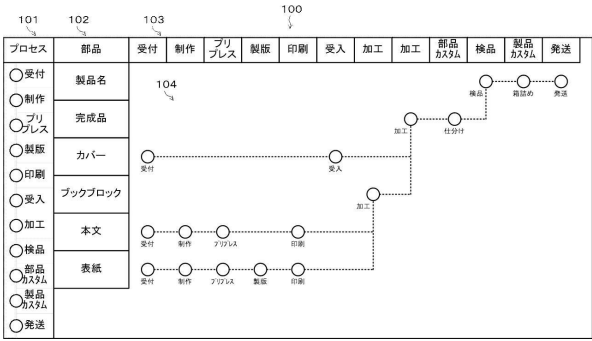 100
101
102
103
プロセス
部品
受付
制作
プリ
プレス
製版
印刷
受入
加工
加工
部品
カスタム
検品
製品
カスタム
発送
受付
制作
プリ
プレス
製版
印刷
受入
加工
検品
部品
カスタム
製品
カスタム
発送
製品名
完成品
カバー
ブックブロック
本文
表紙
104
検品
箱詰め
発送
加工
仕分け
受付
受入
加工
受付
制作
プリプレス
印刷
受付
制作
プリプレス
製版
印刷